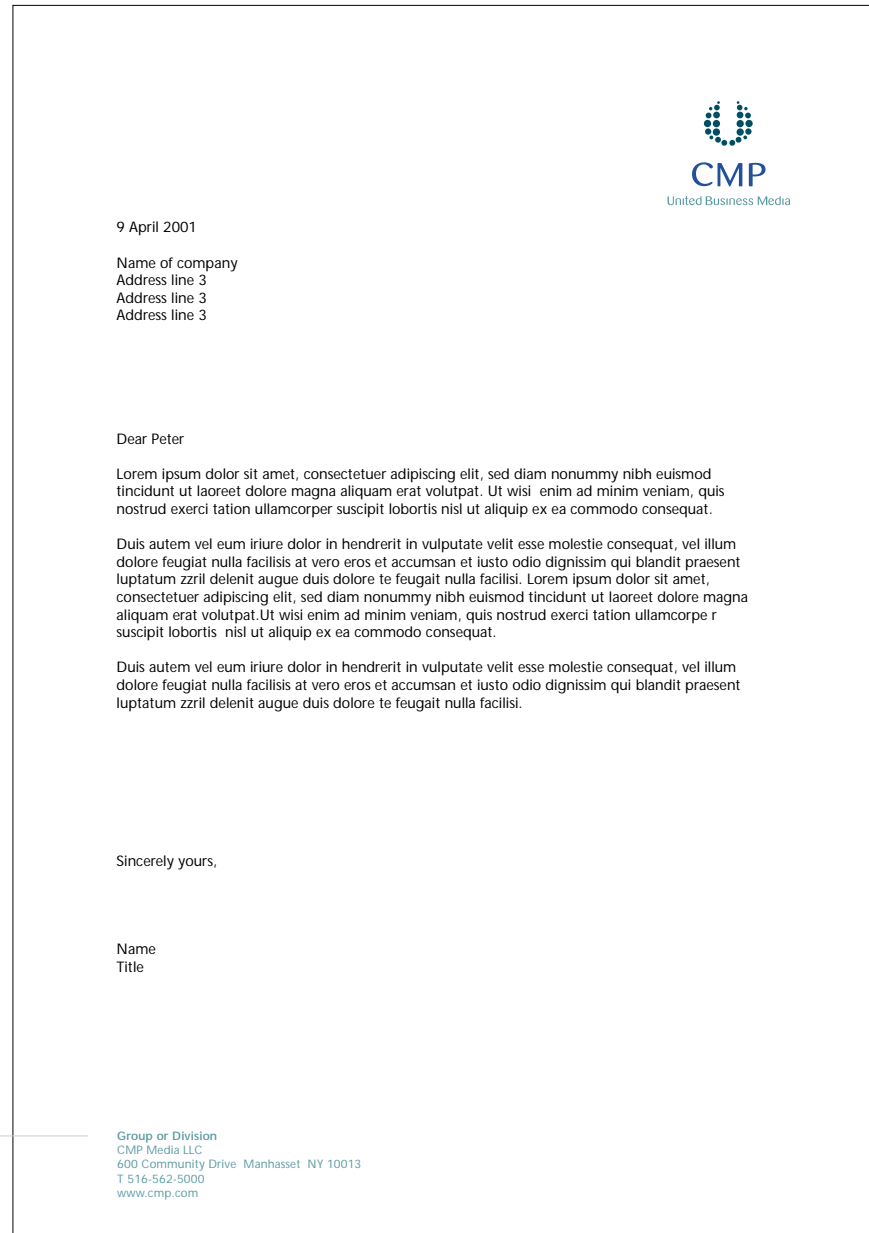 CMP
United Business Media
9 April 2001
Name of company
Address line 3
Address line 3
Address line 3
Dear Peter
Lorem ipsum dolor sit amet, consectetuer adipiscing elit, sed diam nonummy nibh euismod
tincidunt ut laoreet dolore magna aliquam erat volutpat. Ut wisi  enim ad minim veniam, quis
nostrud exerci tation ullamcorper suscipit lobortis nisl ut aliquip ex ea commodo consequat.
Duis autem vel eum iriure dolor in hendrerit in vulputate velit esse molestie consequat, vel illum
dolore feugiat nulla facilisis at vero eros et accumsan et iusto odio dignissim qui blandit praesent
luptatum zzril delenit augue duis dolore te feugait nulla facilisi. Lorem ipsum dolor sit amet,
consectetuer adipiscing elit, sed diam nonummy nibh euismod tincidunt ut laoreet dolore magna
aliquam erat volutpat.Ut wisi enim ad minim veniam, quis nostrud exerci tation ullamcorpe r
suscipit lobortis  nisl ut aliquip ex ea commodo consequat.
Duis autem vel eum iriure dolor in hendrerit in vulputate velit esse molestie consequat, vel illum
dolore feugiat nulla facilisis at vero eros et accumsan et iusto odio dignissim qui blandit praesent
luptatum zzril delenit augue duis dolore te feugait nulla facilisi.
Sincerely yours,
Name
Title
Group or Division
CMP Media LLC
600 Community Drive  Manhasset  NY 10013
T 516-562-5000
www.cmp.com